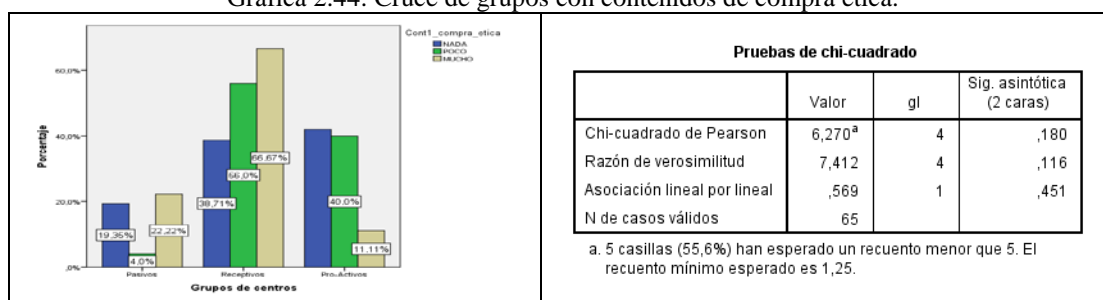 Gráfica 2.44. Cruce de grupos con contenidos de compra ética.
Cont1_compra_etica
NADA
POCO
MUCHO
Porcentaje
60,0%
40,0%
20,0%
,0%
19,35%
4,0%
22,22%
38,71%
56,0%
66,67%
40,0%
11,11%
Pasivos
Receptivos
Pro-Activos
Grupos de centros
Pruebas de chi-cuadrado
Valor gl Sig. asintótica (2 caras)
Chi-cuadrado de Pearson 6,270a 4 ,180
Razón de verosimilitud 7,412 4 ,116
Asociación lineal por lineal ,569 1 ,451
N de casos válidos 65
a. 5 casillas (55,6%) han esperado un recuento menor que 5. El
recuento mínimo esperado es 1,25.